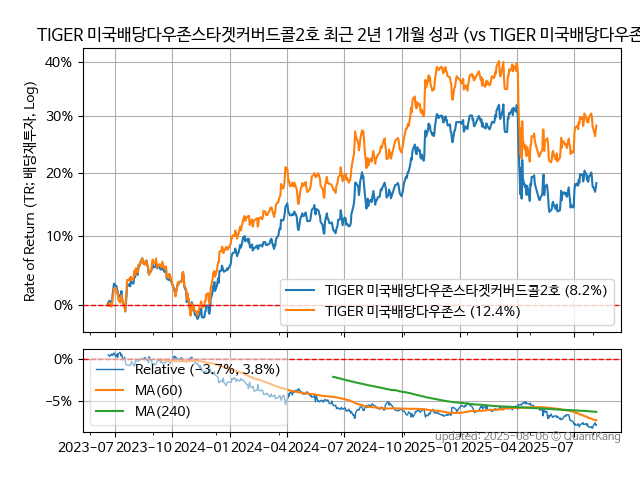 TIGER 미국배당다우존스타겟커버드콜2호 최근 2년 1개월 성과 (vs TIGER 미국배당다우존
Rate of Return (TR: 배당재투자, Log)
40%
30%
20%
10%
0%
TIGER 미국배당다우존스타겟커버드콜2호 (8.2%)
TIGER 미국배당다우존스 (12.4%)
0%
−5%
Relative (−3.7%, 3.8%)
MA(60)
MA(240)
2023-07 2023-10 2024-01 2024-04 2024-07 2024-10 2025-01 2025-04 2025-07
updated: 2025-08-06 © QuantKang